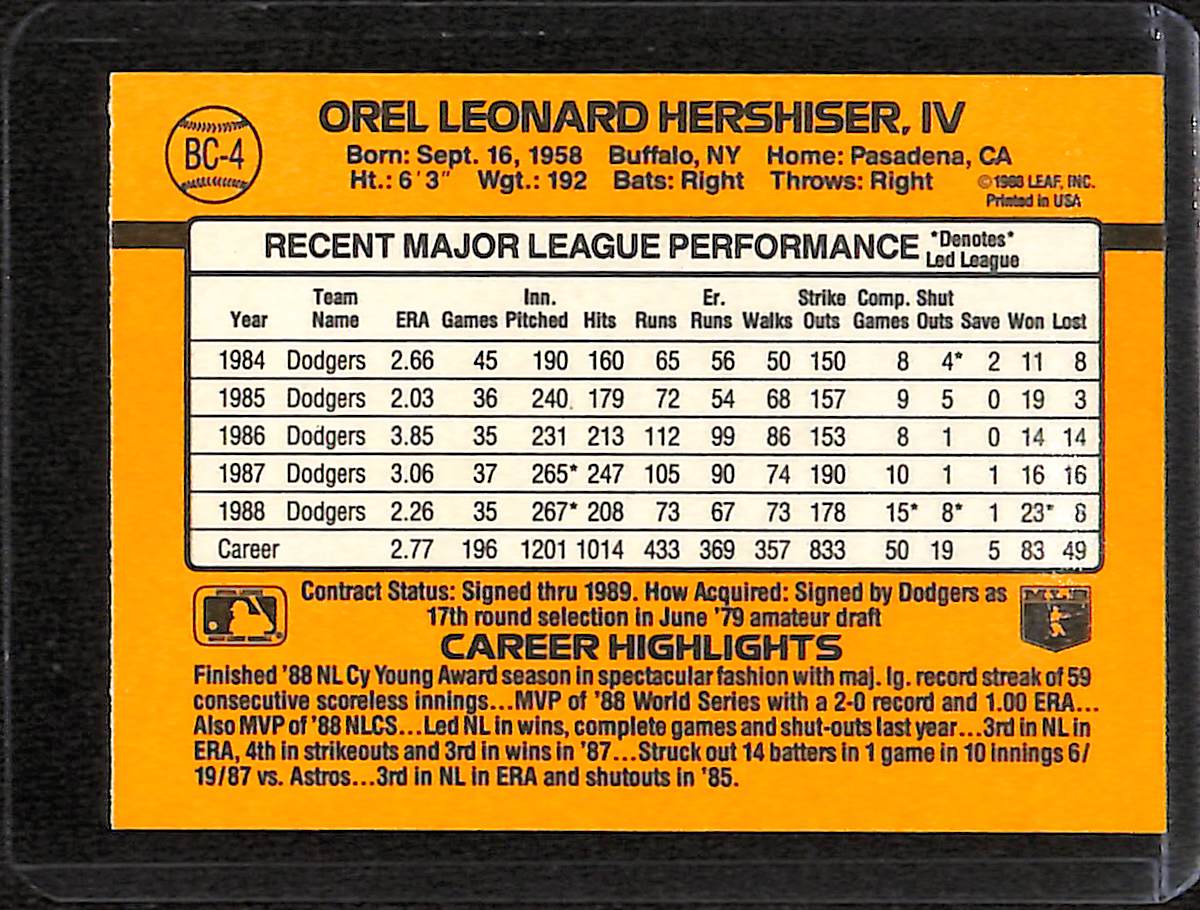 BC-4
OREL LEONARD HERSHISER, IV
Born: Sept. 16, 1958 Buffalo, NY Home: Pasadena, CA
Ht.: 6'3" Wgt.: 192 Bats: Right Throws: Right
©1988 LEAF, INC.
Printed in USA
RECENT MAJOR LEAGUE PERFORMANCE *Denotes*
Led League
Team Inn. Er. Strike Comp. Shut
Year Name ERA Games Pitched Hits Runs Runs Walks Outs Games Outs Save Won Lost
1984 Dodgers 2.66 45 190 160 65 56 50 150 8 4* 2 11 8
1985 Dodgers 2.03 36 240 179 72 54 68 157 9 5 0 19 3
1986 Dodgers 3.85 35 231 213 112 99 86 153 8 1 0 14 14
1987 Dodgers 3.06 37 265* 247 105 90 74 190 10 1 1 16 16
1988 Dodgers 2.26 35 267* 208 73 67 73 178 15* 8* 1 23* 8
Career 2.77 196 1201 1014 433 369 357 833 50 19 5 83 49
Contract Status: Signed thru 1989. How Acquired: Signed by Dodgers as
17th round selection in June '79 amateur draft
CAREER HIGHLIGHTS
Finished '88 NL Cy Young Award season in spectacular fashion with maj. lg. record streak of 59
consecutive scoreless innings...MVP of '88 World Series with a 2-0 record and 1.00 ERA...
Also MVP of '88 NLCS...Led NL in wins, complete games and shut-outs last year...3rd in NL in
ERA, 4th in strikeouts and 3rd in wins in '87...Struck out 14 batters in 1 game in 10 innings 6/
19/87 vs. Astros...3rd in NL in ERA and shutouts in '85.